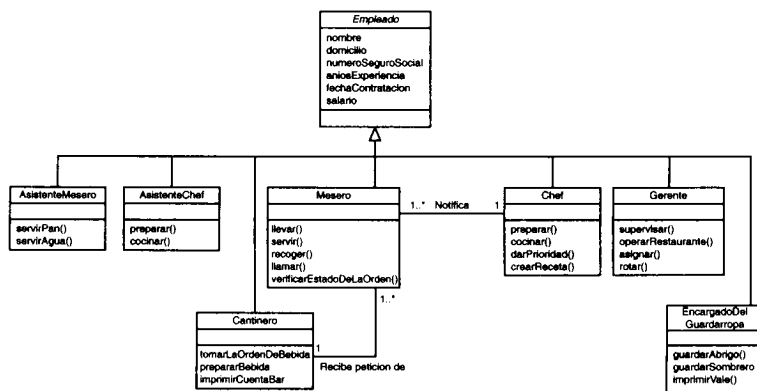 Empleado
nombre
domicilio
numeroSeguroSocial
aniosExperiencia
fechaContratacion
salario
AsistenteMesero
servirPan()
servirAgua()
AsistenteChef
preparar()
cocinar()
Mesero
llevar()
servir()
recoger()
llamar()
verificarEstadoDeLaOrden()
1..* Notifica 1
Chef
preparar()
cocinar()
darPrioridad()
crearReceta()
Gerente
supervisar()
operarRestaurante()
asignar()
rotar()
Cantinero
tomarLaOrdenDeBebida
prepararBebida
imprimirCuentaBar
1..*
1
Recibe peticion de
EncargadoDel
Guardarropa
guardarAbrigo()
guardarSombrero
imprimirVale()